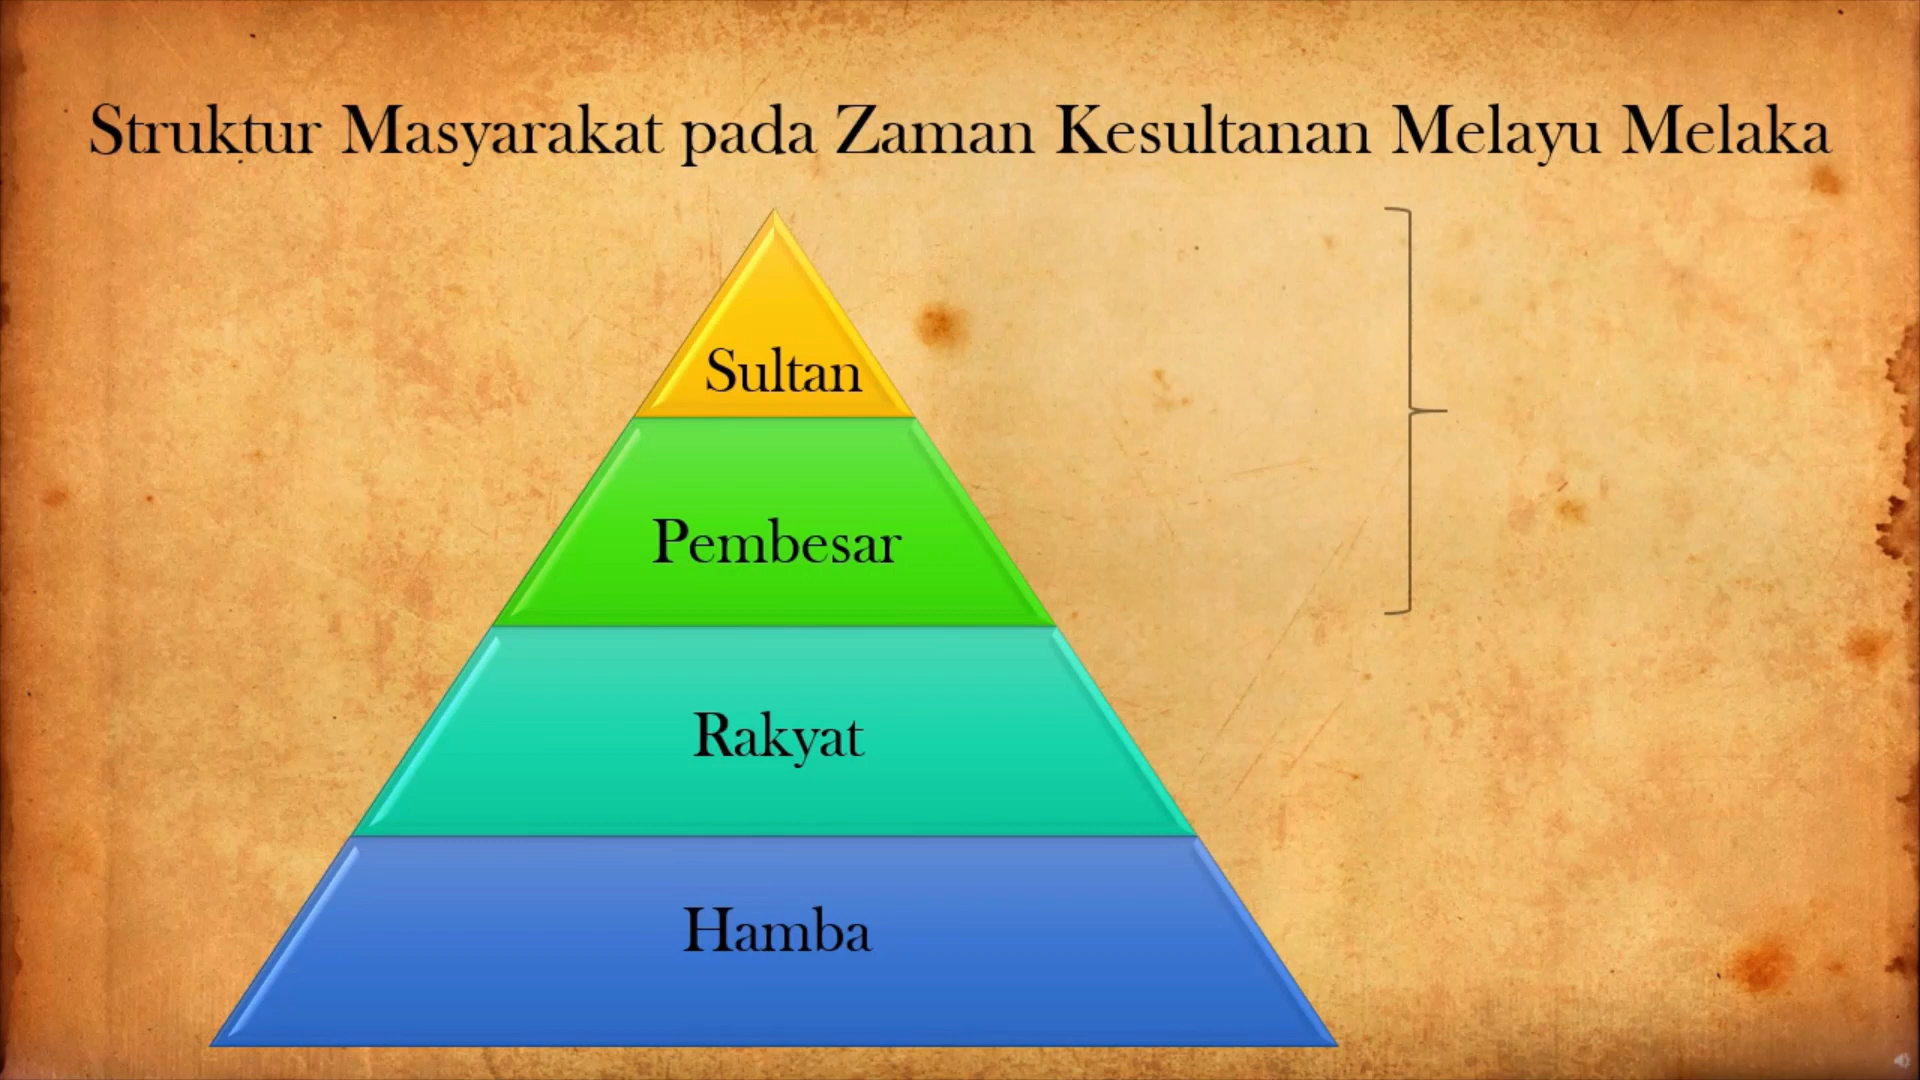 Struktur Masyarakat pada Zaman Kesultanan Melayu Melaka
Sultan
Pembesar
Rakyat
Hamba